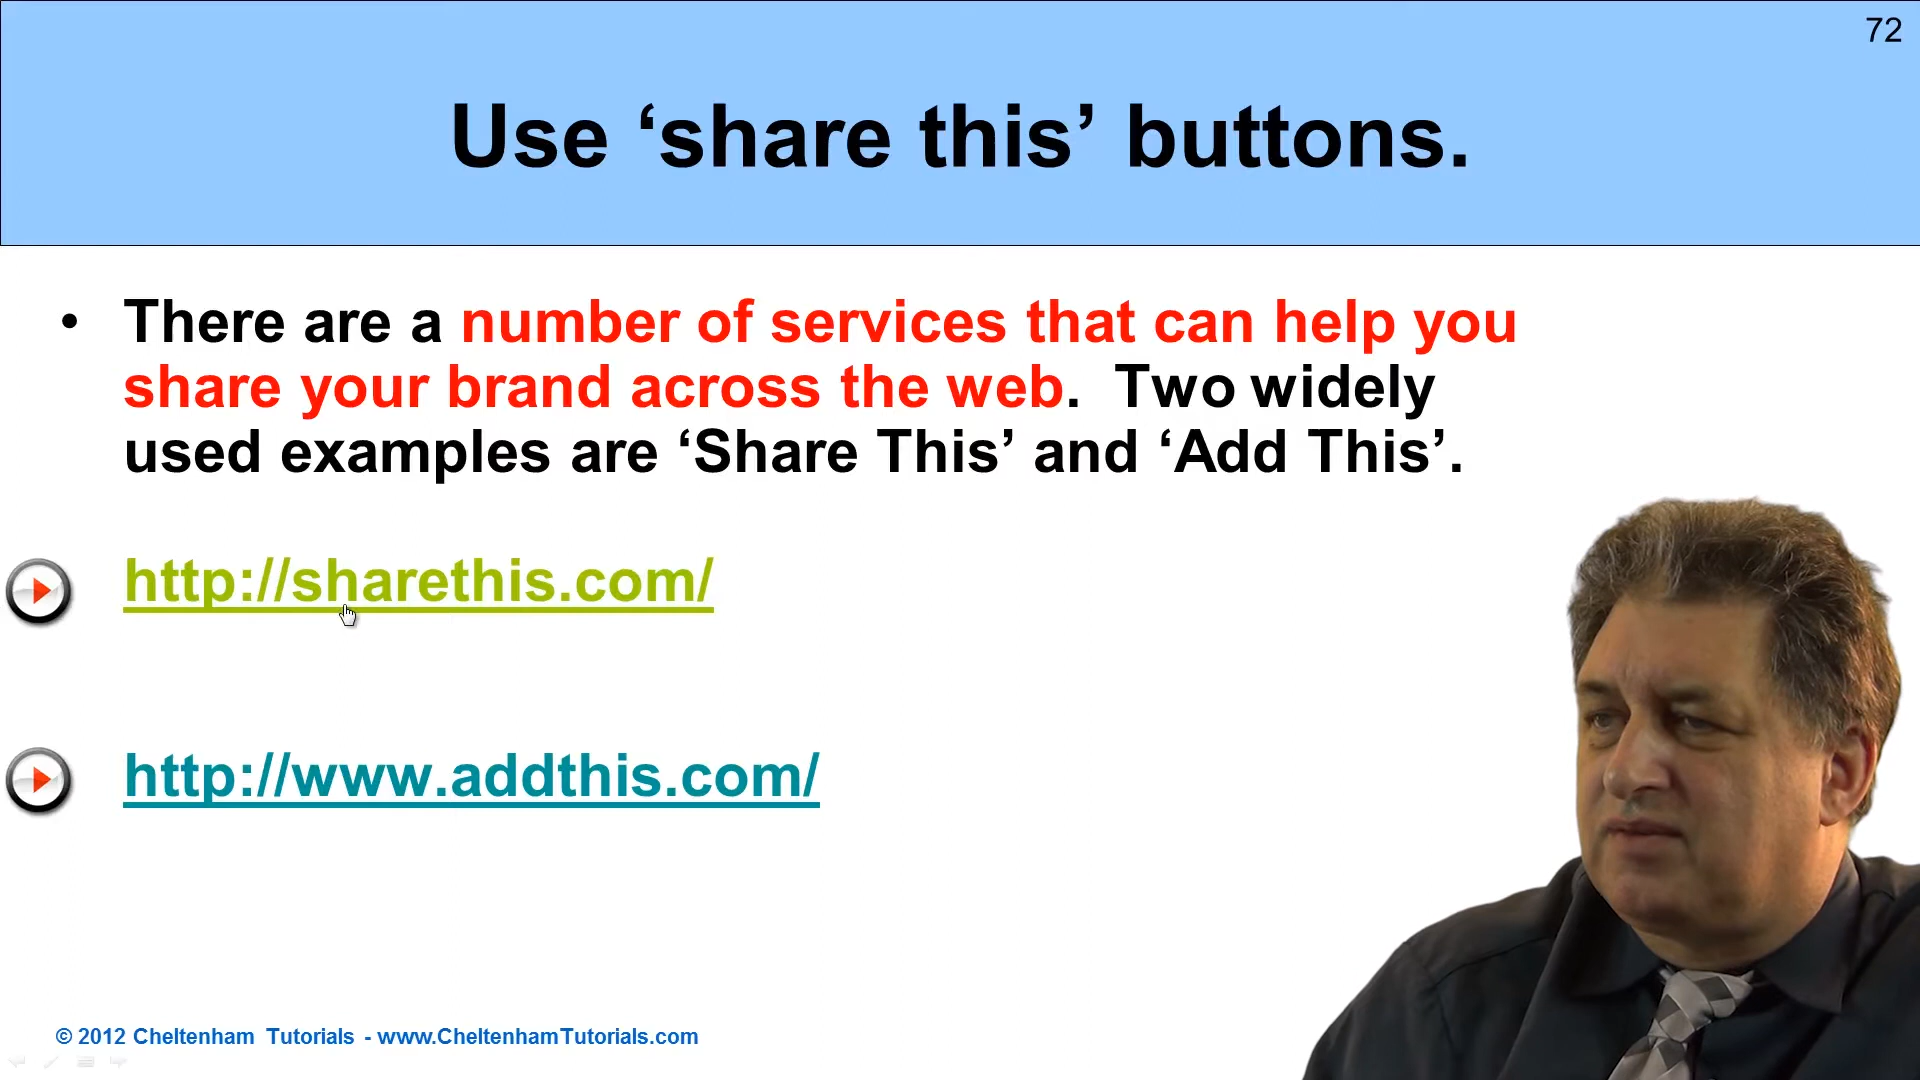 72
Use ‘share this’ buttons.
• There are a number of services that can help you
share your brand across the web. Two widely
used examples are ‘Share This’ and ‘Add This’.
http://sharethis.com/
http://www.addthis.com/
© 2012 Cheltenham Tutorials - www.CheltenhamTutorials.com